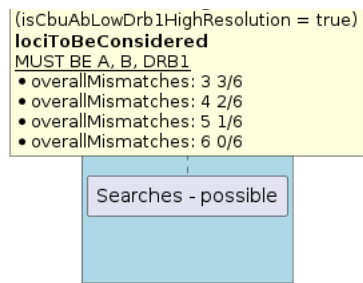 (isCbuAbLowDrb1HighResolution = true)
lociToBeConsidered
MUST BE A, B, DRB1
• overallMismatches: 3 3/6
• overallMismatches: 4 2/6
• overallMismatches: 5 1/6
• overallMismatches: 6 0/6
Searches - possible